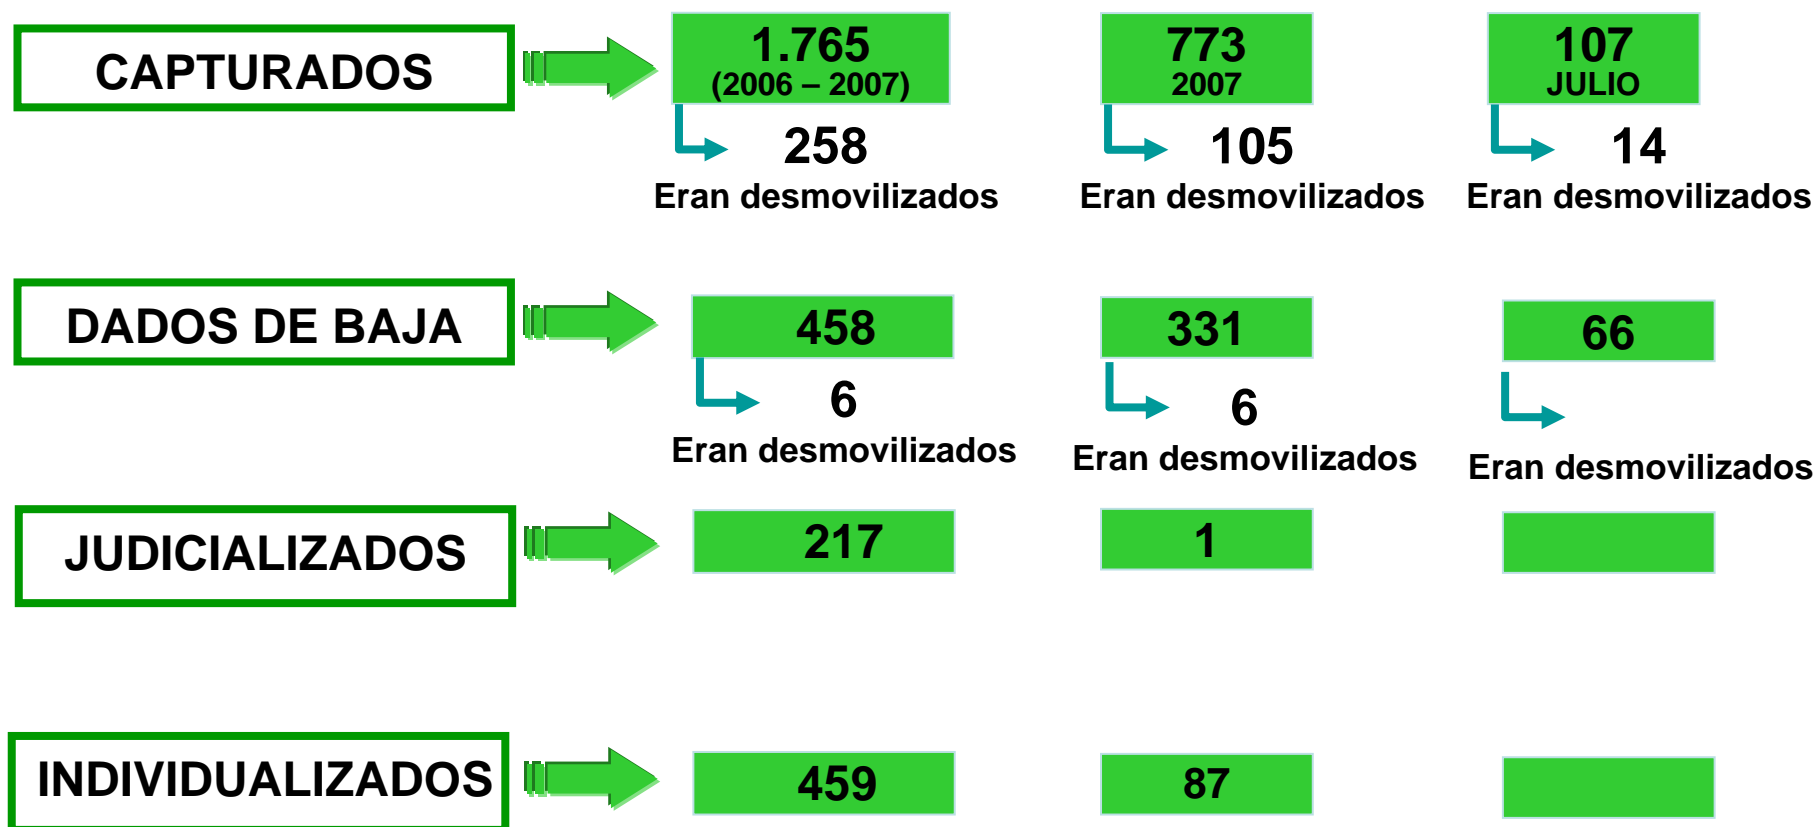 CAPTURADOS
1.765
(2006 – 2007)
773
2007
107
JULIO
258
Eran desmovilizados
105
Eran desmovilizados
14
Eran desmovilizados
DADOS DE BAJA
458
331
66
6
Eran desmovilizados
6
Eran desmovilizados
Eran desmovilizados
JUDICIALIZADOS
217
1
INDIVIDUALIZADOS
459
87